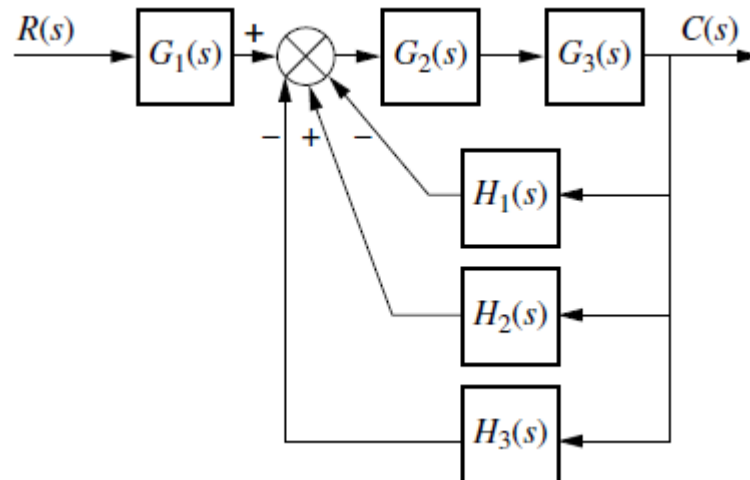 R(s) + C(s)
G₁(s) G₂(s) G₃(s)
− + −
H₁(s)
H₂(s)
H₃(s)